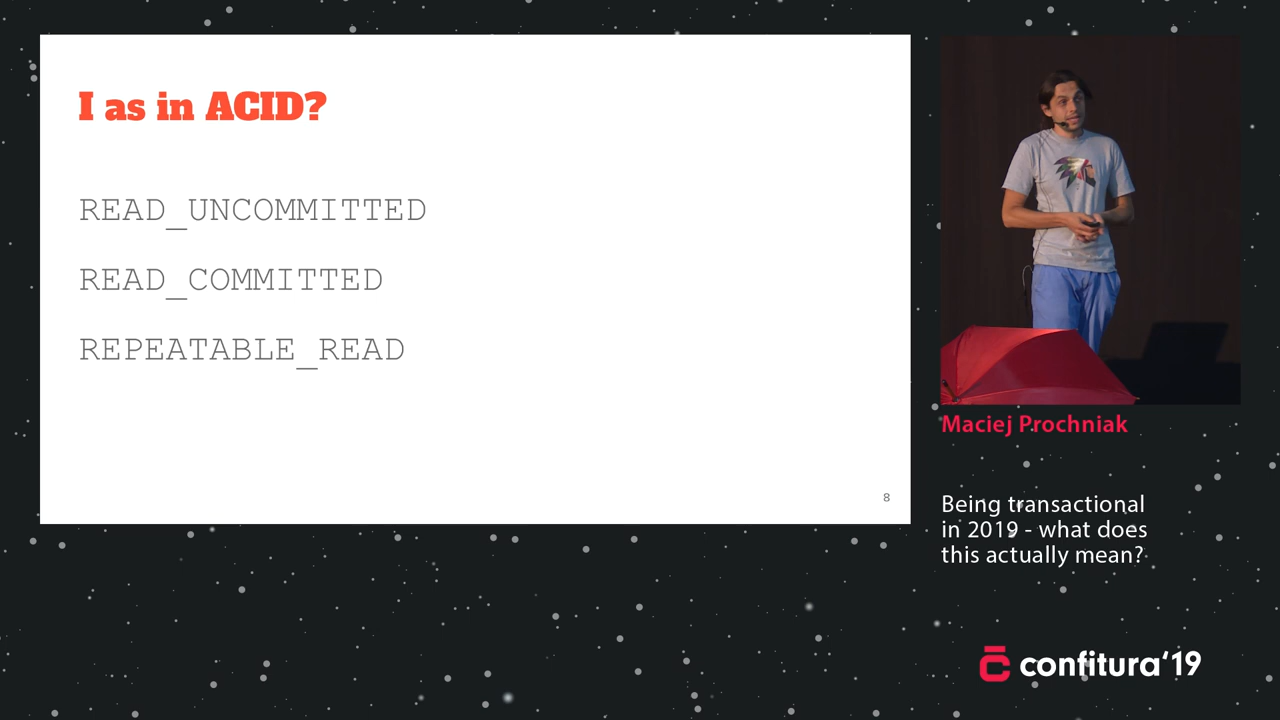 I as in ACID?
READ_UNCOMMITTED
READ_COMMITTED
REPEATABLE_READ
8
Maciej Prochniak
Being transactional
in 2019 - what does
this actually mean?
confitura‘19